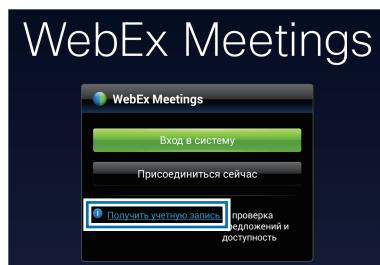 WebEx Meetings
WebEx Meetings
Вход в систему
Присоединиться сейчас
Получить учетную запись проверка
редложений и
доступность